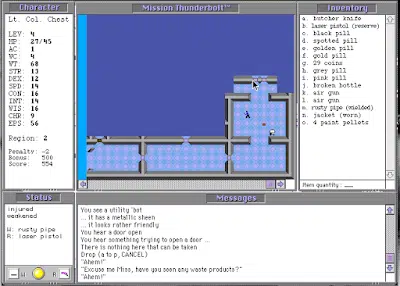 Character
Lt. Col. Chest
LEV: 4
HP: 27/45
AC: 1
WC: 4
WT: 68
STR: 13
DEX: 12
SPD: 14
CON: 16
INT: 14
WIS: 16
CHR: 9
EPS: 56
Region: 2
Penalty: -2
Bonus: 500
Score: 554
Mission Thunderbolt™
Inventory
a. butcher knife
b. laser pistol (reserve)
c. black pill
d. spotted pill
e. golden pill
f. gold pill
g. 29 coins
h. grey pill
i. pink pill
j. broken bottle
k. air gun
l. air gun
m. rusty pipe (wielded)
n. jacket (worn)
o. 4 paint pellets
Item quantity:
Status
injured
weakened
W: rusty pipe
R: laser pistol
W
R
Messages
You see a utility 'bot
... it has a metallic sheen
... it looks rather friendly
You hear a door open
You hear something trying to open a door ...
There is nothing here that can be taken
Drop (a to p, CANCEL)
"Ahem!"
"Excuse me Miss, have you seen any waste products?"
"Ahem!"